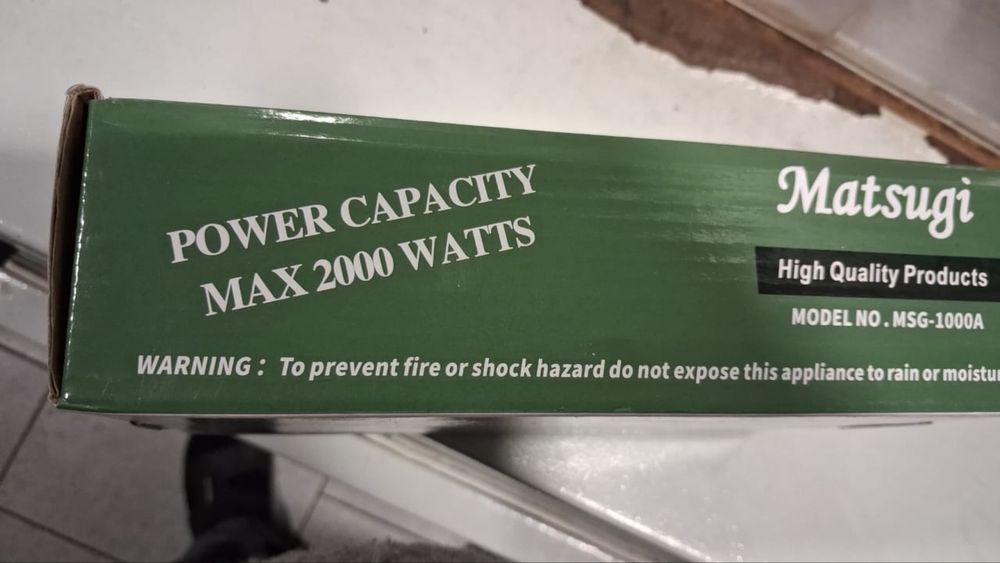 POWER CAPACITY
MAX 2000 WATTS
Matsugi
High Quality Products
MODEL NO. MSG-1000A
WARNING : To prevent fire or shock hazard do not expose this appliance to rain or moistur